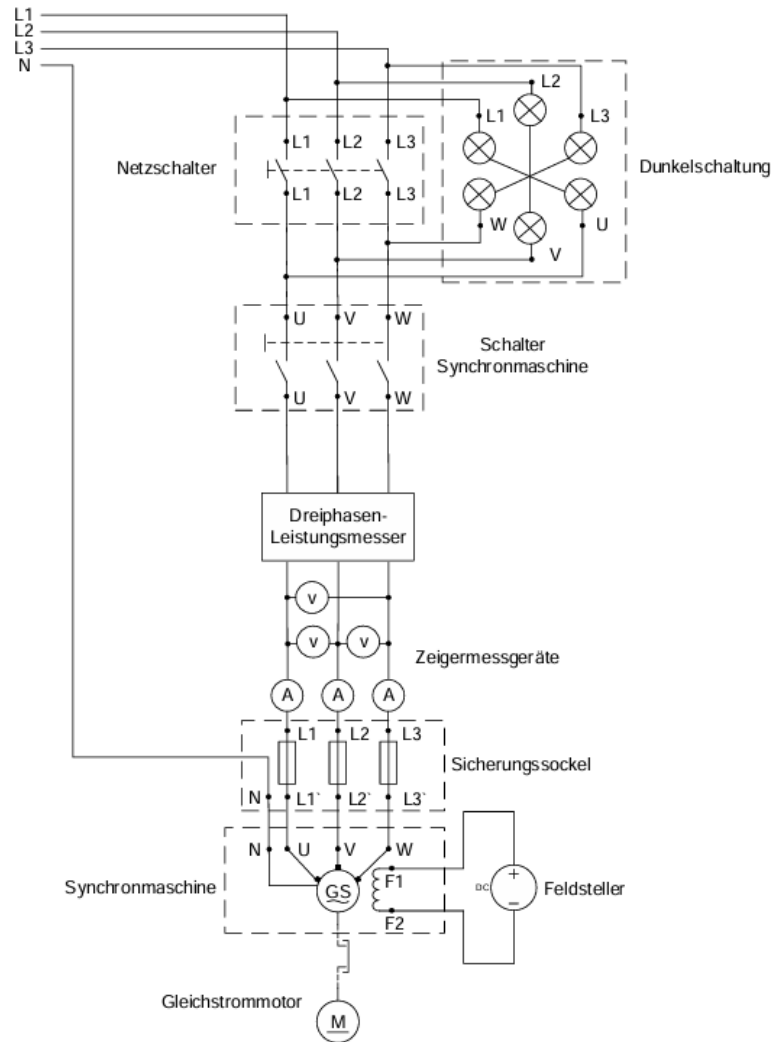 L1
L2
L3
N
L2
L1
L3
Dunkelschaltung
W
U
V
Netzschalter
L1 L2 L3
L1 L2 L3
U V W
Schalter
Synchronmaschine
U V W
Dreiphasen-
Leistungsmesser
v
v v
Zeigermessgeräte
A A A
L1 L2 L3
Sicherungssockel
N L1` L2` L3`
N U V W
Synchronmaschine
GS
F1
F2
DC
+
−
Feldsteller
Gleichstrommotor
M